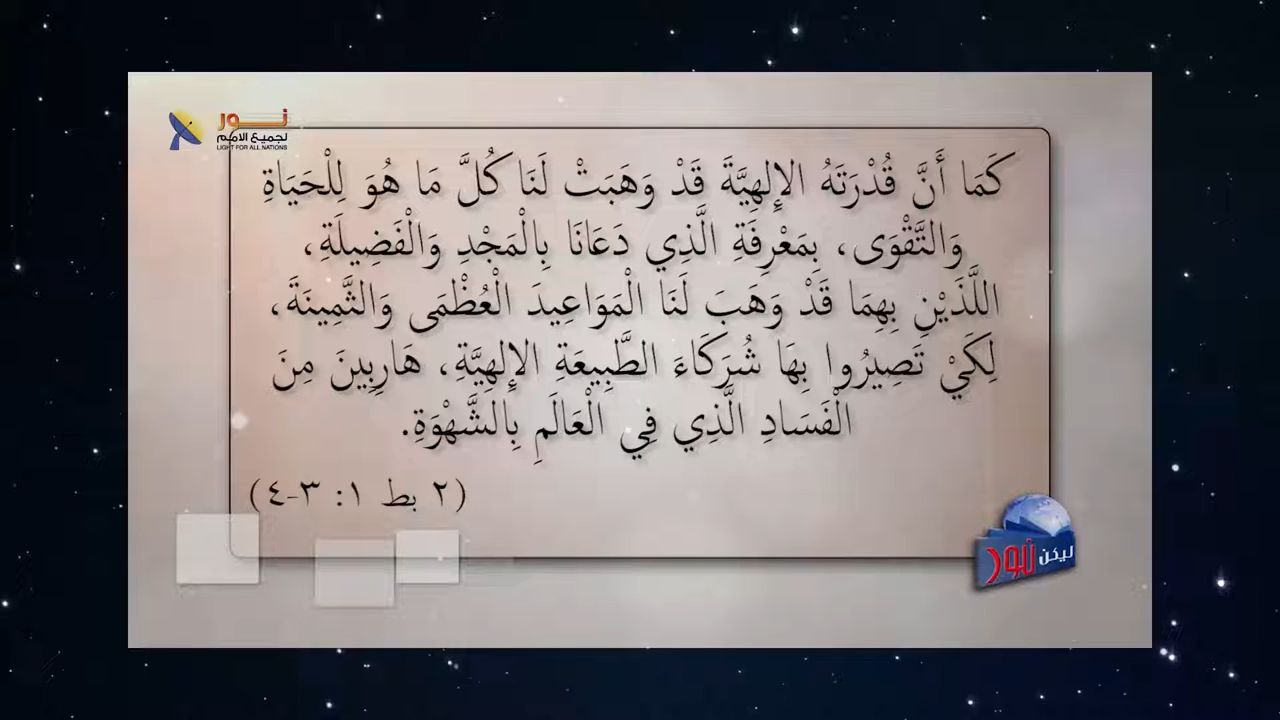 نور
لجميع الامم
LIGHT FOR ALL NATIONS
كَمَا أَنَّ قُدْرَتَهُ الإِلهِيَّةَ قَدْ وَهَبَتْ لَنَا كُلَّ مَا هُوَ لِلْحَيَاةِ
وَالتَّقْوَى، بِمَعْرِفَةِ الَّذِي دَعَانَا بِالْمَجْدِ وَالْفَضِيلَةِ،
اللَّذَيْنِ بِهِمَا قَدْ وَهَبَ لَنَا الْمَوَاعِيدَ الْعُظْمَى وَالثَّمِينَةَ،
لِكَيْ تَصِيرُوا بِهَا شُرَكَاءَ الطَّبِيعَةِ الإِلهِيَّةِ، هَارِبِينَ مِنَ
الْفَسَادِ الَّذِي فِي الْعَالَمِ بِالشَّهْوَةِ.
(٢ بط ١: ٣-٤)
ليكن نور